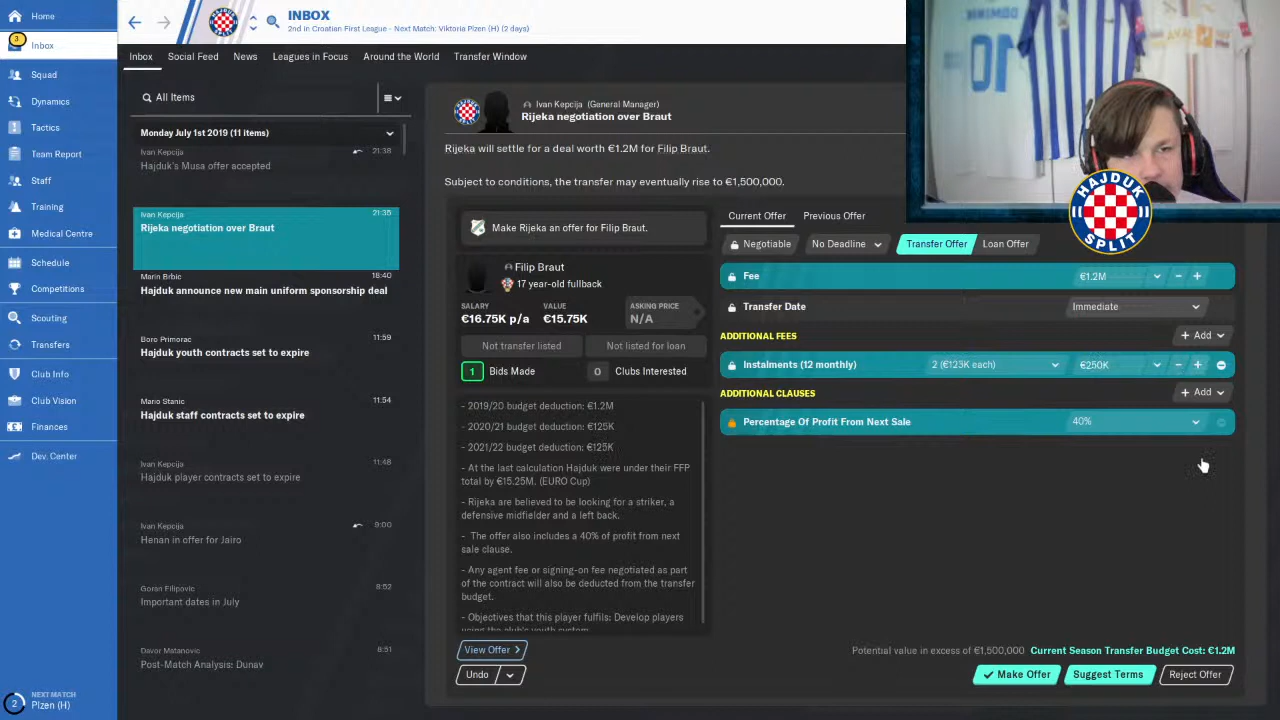 Home
INBOX
2nd in Croatian First League - Next Match: Viktoria Plzen (H) (2 days)
3
Inbox
Inbox
Social Feed
News
Leagues in Focus
Around the World
Transfer Window
Squad
Dynamics
Tactics
Team Report
Staff
Training
Medical Centre
Schedule
Competitions
Scouting
Transfers
Club Info
Club Vision
Finances
Dev. Center
2
NEXT MATCH
Plzen (H)
All Items
Monday July 1st 2019 (11 items)
Ivan Kepcija
21:38
Hajduk's Musa offer accepted
Ivan Kepcija
21:35
Rijeka negotiation over Braut
Marin Brbic
18:40
Hajduk announce new main uniform sponsorship deal
Boro Primorac
11:59
Hajduk youth contracts set to expire
Mario Stanic
11:54
Hajduk staff contracts set to expire
Ivan Kepcija
11:48
Hajduk player contracts set to expire
Ivan Kepcija
9:00
Henan in offer for Jairo
Goran Filipovic
8:52
Important dates in July
Davor Matanovic
8:51
Post-Match Analysis: Dunav
Ivan Kepcija (General Manager)
Rijeka negotiation over Braut
Rijeka will settle for a deal worth €1.2M for Filip Braut.
Subject to conditions, the transfer may eventually rise to €1,500,000.
Make Rijeka an offer for Filip Braut.
Filip Braut
17 year-old fullback
SALARY
€16.75K p/a
VALUE
€15.75K
ASKING PRICE
N/A
Not transfer listed
Not listed for loan
1
Bids Made
0
Clubs Interested
- 2019/20 budget deduction: €1.2M
- 2020/21 budget deduction: €125K
- 2021/22 budget deduction: €125K
- At the last calculation Hajduk were under their FFP
total by €15.25M. (EURO Cup)
- Rijeka are believed to be looking for a striker, a
defensive midfielder and a left back.
- The offer also includes a 40% of profit from next
sale clause.
- Any agent fee or signing-on fee negotiated as part
of the contract will also be deducted from the transfer
budget.
- Objectives that this player fulfils: Develop players
using the club's youth system
View Offer
Undo
Current Offer
Previous Offer
Negotiable
No Deadline
Transfer Offer
Loan Offer
Fee
€1.2M
Transfer Date
Immediate
ADDITIONAL FEES
+ Add
Instalments (12 monthly)
2 (€125K each)
€250K
ADDITIONAL CLAUSES
+ Add
Percentage Of Profit From Next Sale
40%
Potential value in excess of €1,500,000
Current Season Transfer Budget Cost: €1.2M
Make Offer
Suggest Terms
Reject Offer
DOMINIK
10
HAJDUK
SPLIT